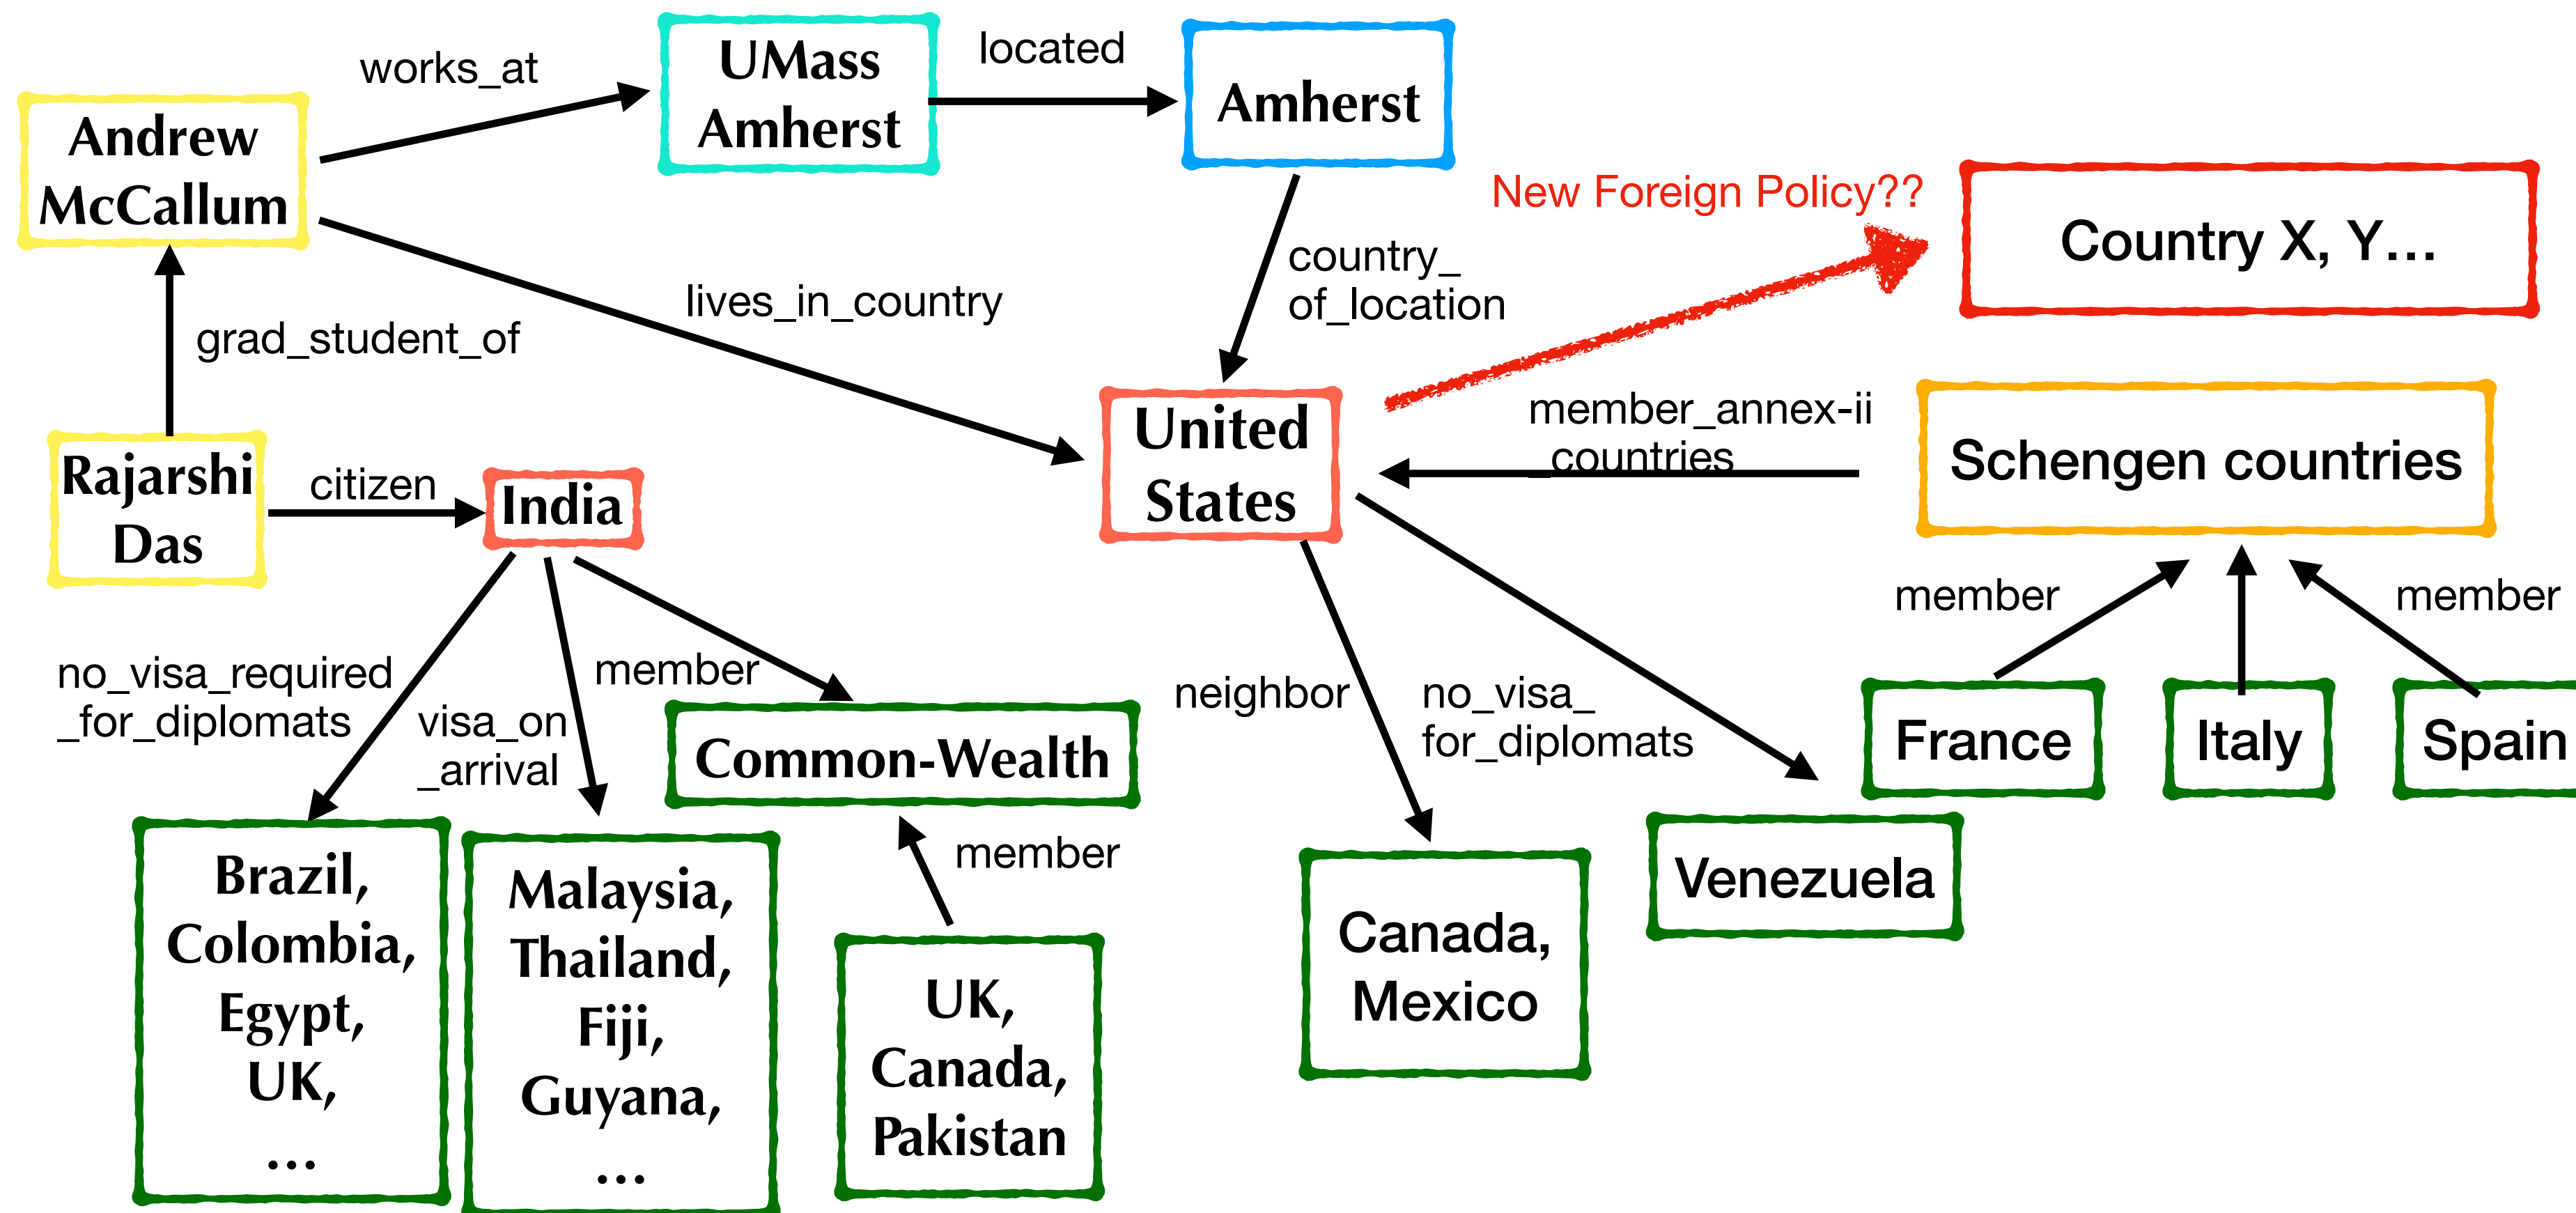 works_at
UMass
Amherst
located
Amherst
Andrew
McCallum
New Foreign Policy??
Country X, Y...
country_
of_location
lives_in_country
grad_student_of
member_annex-ii
_countries
United
States
Schengen countries
Rajarshi
Das
citizen
India
member
member
no_visa_required
_for_diplomats
visa_on
_arrival
member
neighbor
no_visa_
for_diplomats
France
Italy
Spain
Common-Wealth
member
Brazil,
Colombia,
Egypt,
UK,
...
Malaysia,
Thailand,
Fiji,
Guyana,
...
UK,
Canada,
Pakistan
Canada,
Mexico
Venezuela